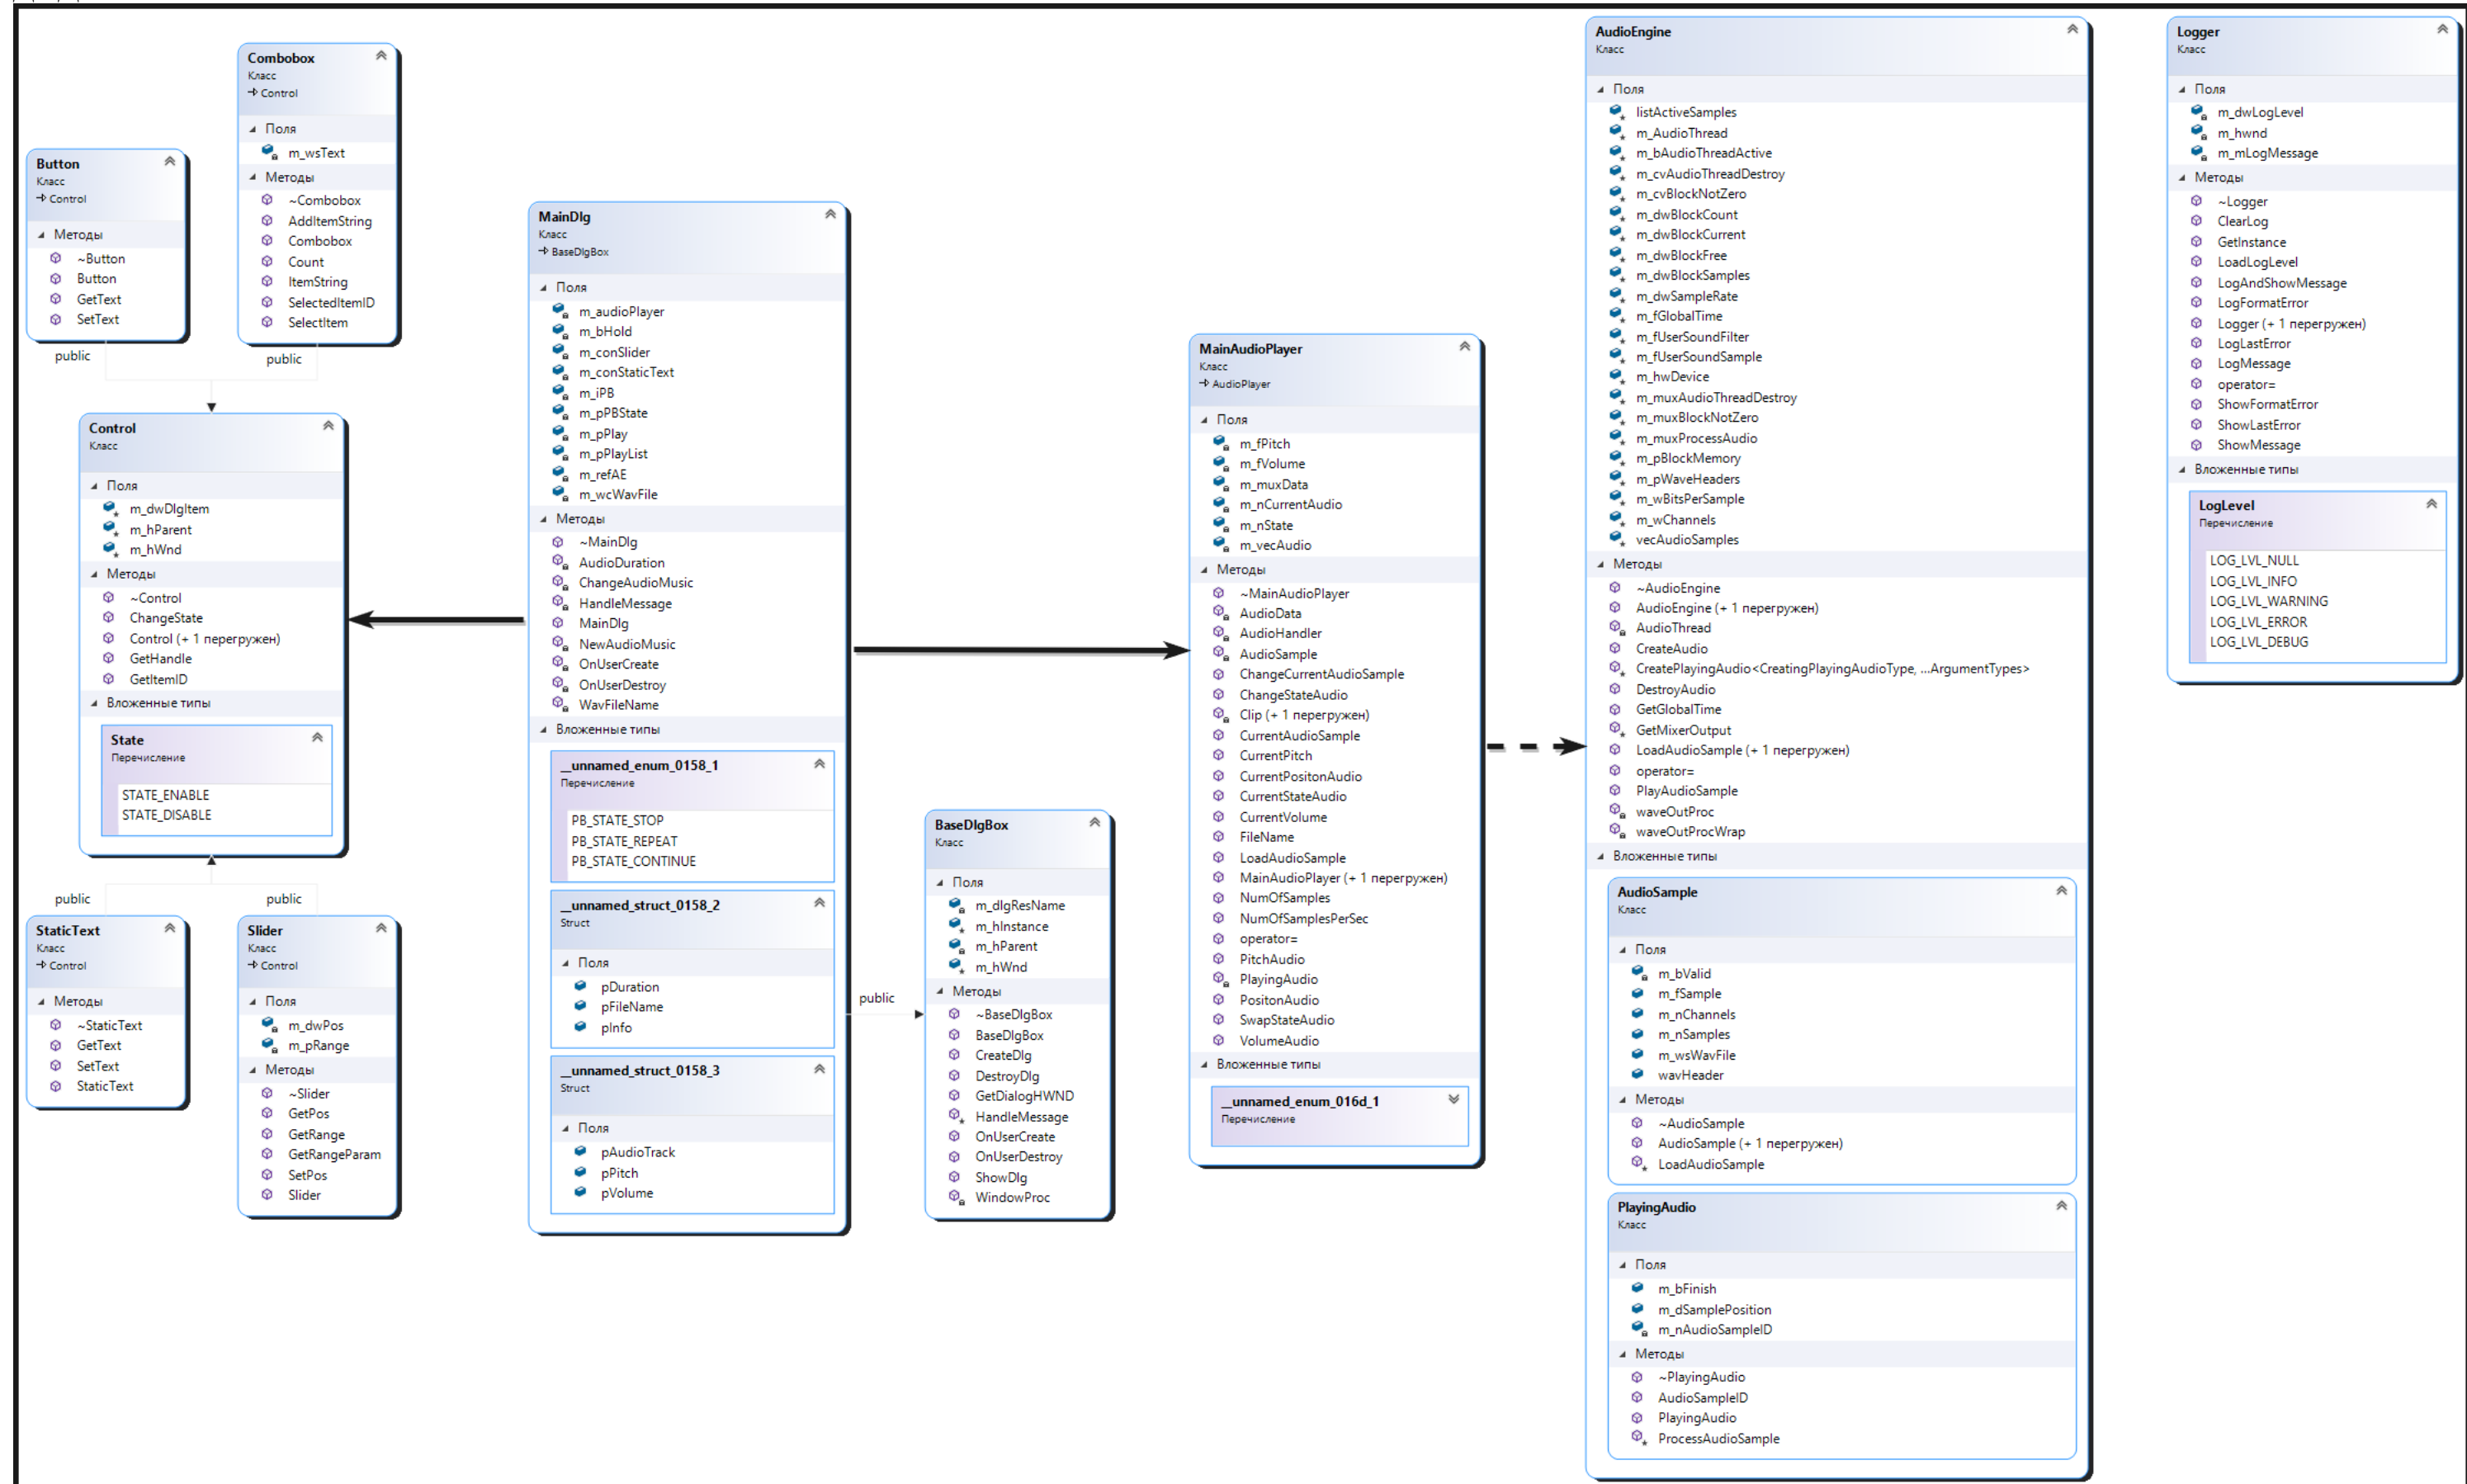 Combobox
Класс
Control
Поля
m_wsText
Методы
~Combobox
AddItemString
Combobox
Count
ItemString
SelectedItemID
SelectItem
public
Button
Класс
Control
Методы
~Button
Button
GetText
SetText
public
Control
Класс
Поля
m_dwDlgItem
m_hParent
m_hWnd
Методы
~Control
ChangeState
Control (+ 1 перегружен)
GetHandle
GetItemID
Вложенные типы
State
Перечисление
STATE_ENABLE
STATE_DISABLE
public
public
StaticText
Класс
Control
Методы
~StaticText
GetText
SetText
StaticText
Slider
Класс
Control
Поля
m_dwPos
m_pRange
Методы
~Slider
GetPos
GetRange
GetRangeParam
SetPos
Slider
MainDlg
Класс
BaseDlgBox
Поля
m_audioPlayer
m_bHold
m_conSlider
m_conStaticText
m_iPB
m_pPBState
m_pPlay
m_pPlayList
m_refAE
m_wcWavFile
Методы
~MainDlg
AudioDuration
ChangeAudioMusic
HandleMessage
MainDlg
NewAudioMusic
OnUserCreate
OnUserDestroy
WavFileName
Вложенные типы
__unnamed_enum_0158_1
Перечисление
PB_STATE_STOP
PB_STATE_REPEAT
PB_STATE_CONTINUE
__unnamed_struct_0158_2
Struct
Поля
pDuration
pFileName
pInfo
__unnamed_struct_0158_3
Struct
Поля
pAudioTrack
pPitch
pVolume
public
BaseDlgBox
Класс
Поля
m_dlgResName
m_hInstance
m_hParent
m_hWnd
Методы
~BaseDlgBox
BaseDlgBox
CreateDlg
DestroyDlg
GetDialogHWND
HandleMessage
OnUserCreate
OnUserDestroy
ShowDlg
WindowProc
MainAudioPlayer
Класс
AudioPlayer
Поля
m_fPitch
m_fVolume
m_muxData
m_nCurrentAudio
m_nState
m_vecAudio
Методы
~MainAudioPlayer
AudioData
AudioHandler
AudioSample
ChangeCurrentAudioSample
ChangeStateAudio
Clip (+ 1 перегружен)
CurrentAudioSample
CurrentPitch
CurrentPositonAudio
CurrentStateAudio
CurrentVolume
FileName
LoadAudioSample
MainAudioPlayer (+ 1 перегружен)
NumOfSamples
NumOfSamplesPerSec
operator=
PitchAudio
PlayingAudio
PositonAudio
SwapStateAudio
VolumeAudio
Вложенные типы
__unnamed_enum_016d_1
Перечисление
AudioEngine
Класс
Поля
listActiveSamples
m_AudioThread
m_bAudioThreadActive
m_cvAudioThreadDestroy
m_cvBlockNotZero
m_dwBlockCount
m_dwBlockCurrent
m_dwBlockFree
m_dwBlockSamples
m_dwSampleRate
m_fGlobalTime
m_fUserSoundFilter
m_fUserSoundSample
m_hwDevice
m_muxAudioThreadDestroy
m_muxBlockNotZero
m_muxProcessAudio
m_pBlockMemory
m_pWaveHeaders
m_wBitsPerSample
m_wChannels
vecAudioSamples
Методы
~AudioEngine
AudioEngine (+ 1 перегружен)
AudioThread
CreateAudio
CreatePlayingAudio<CreatingPlayingAudioType, ...ArgumentTypes>
DestroyAudio
GetGlobalTime
GetMixerOutput
LoadAudioSample (+ 1 перегружен)
operator=
PlayAudioSample
waveOutProc
waveOutProcWrap
Вложенные типы
AudioSample
Класс
Поля
m_bValid
m_fSample
m_nChannels
m_nSamples
m_wsWavFile
wavHeader
Методы
~AudioSample
AudioSample (+ 1 перегружен)
LoadAudioSample
PlayingAudio
Класс
Поля
m_bFinish
m_dSamplePosition
m_nAudioSampleID
Методы
~PlayingAudio
AudioSampleID
PlayingAudio
ProcessAudioSample
Logger
Класс
Поля
m_dwLogLevel
m_hwnd
m_mLogMessage
Методы
~Logger
ClearLog
GetInstance
LoadLogLevel
LogAndShowMessage
LogFormatError
Logger (+ 1 перегружен)
LogLastError
LogMessage
operator=
ShowFormatError
ShowLastError
ShowMessage
Вложенные типы
LogLevel
Перечисление
LOG_LVL_NULL
LOG_LVL_INFO
LOG_LVL_WARNING
LOG_LVL_ERROR
LOG_LVL_DEBUG